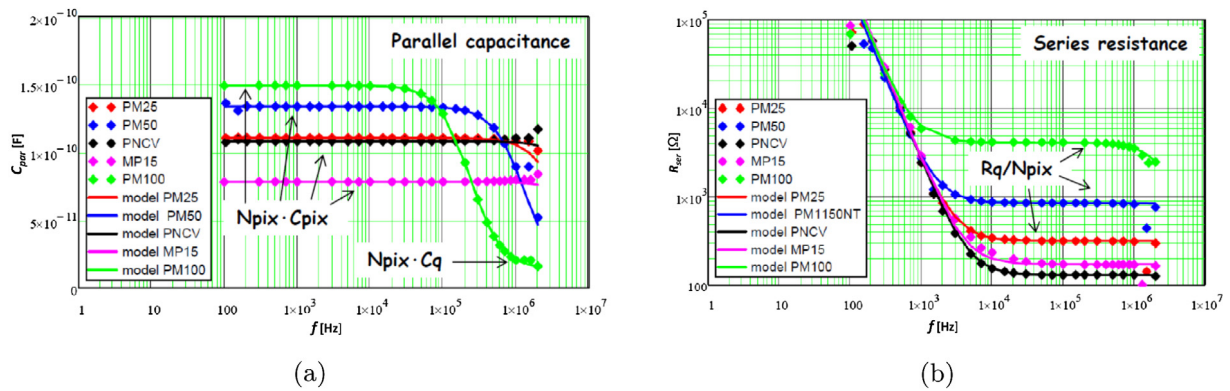 2×10⁻¹⁰
Parallel capacitance
1.5×10⁻¹⁰
1×10⁻¹⁰
5×10⁻¹¹
0
C_par [F]
PM25
PM50
PNCV
MP15
PM100
model PM25
model PM50
model PNCV
model MP15
model PM100
Npix·Cpix
Npix·Cq
1 10 100 1×10³ 1×10⁴ 1×10⁵ 1×10⁶ 1×10⁷
f [Hz]
(a)
1×10⁵
Series resistance
1×10⁴
1×10³
100
R_ser [Ω]
PM25
PM50
PNCV
MP15
PM100
model PM25
model PM1150NT
model PNCV
model MP15
model PM100
Rq/Npix
1 10 100 1×10³ 1×10⁴ 1×10⁵ 1×10⁶ 1×10⁷
f [Hz]
(b)